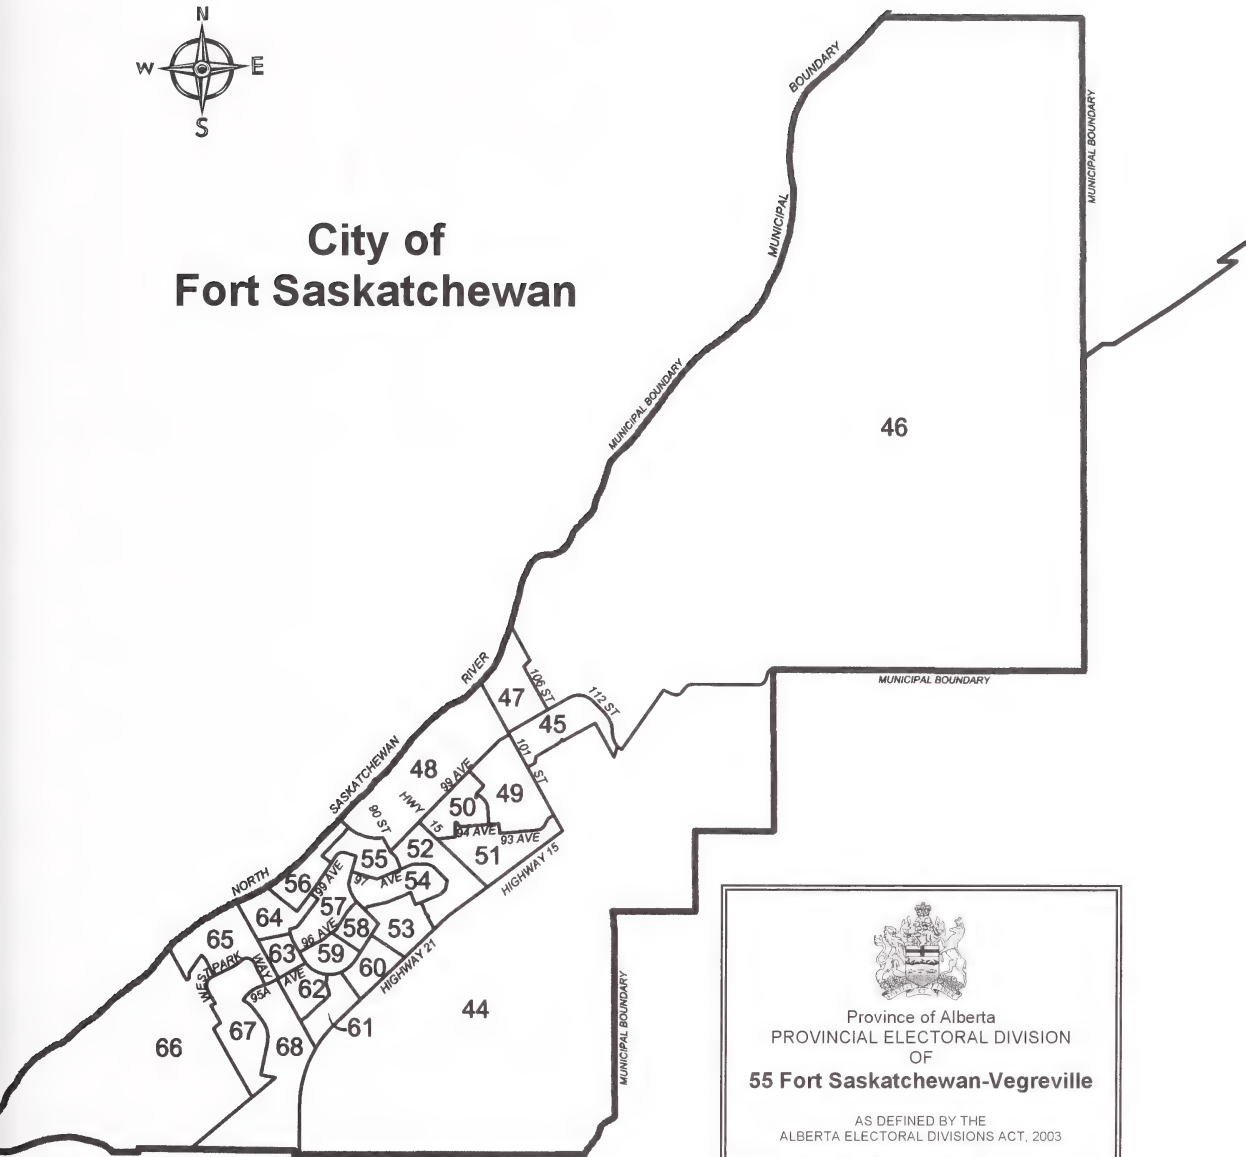 N
W E
S
City of
Fort Saskatchewan
BOUNDARY
MUNICIPAL BOUNDARY
MUNICIPAL
MUNICIPAL BOUNDARY
46
RIVER
MUNICIPAL BOUNDARY
47
106 ST
112 ST
45
101 ST
SASKATCHEWAN
48
99 AVE
49
HWY 15
50
90 ST
94 AVE
93 AVE
52
51
55
HIGHWAY 15
NORTH
56
99 AVE
97 AVE
54
57
64
58
53
65
63
96 AVE
59
WEST PARK WAY
60
HIGHWAY 21
95A AVE
62
44
MUNICIPAL BOUNDARY
61
67
66
68
Province of Alberta
PROVINCIAL ELECTORAL DIVISION
OF
55 Fort Saskatchewan-Vegreville
AS DEFINED BY THE
ALBERTA ELECTORAL DIVISIONS ACT, 2003